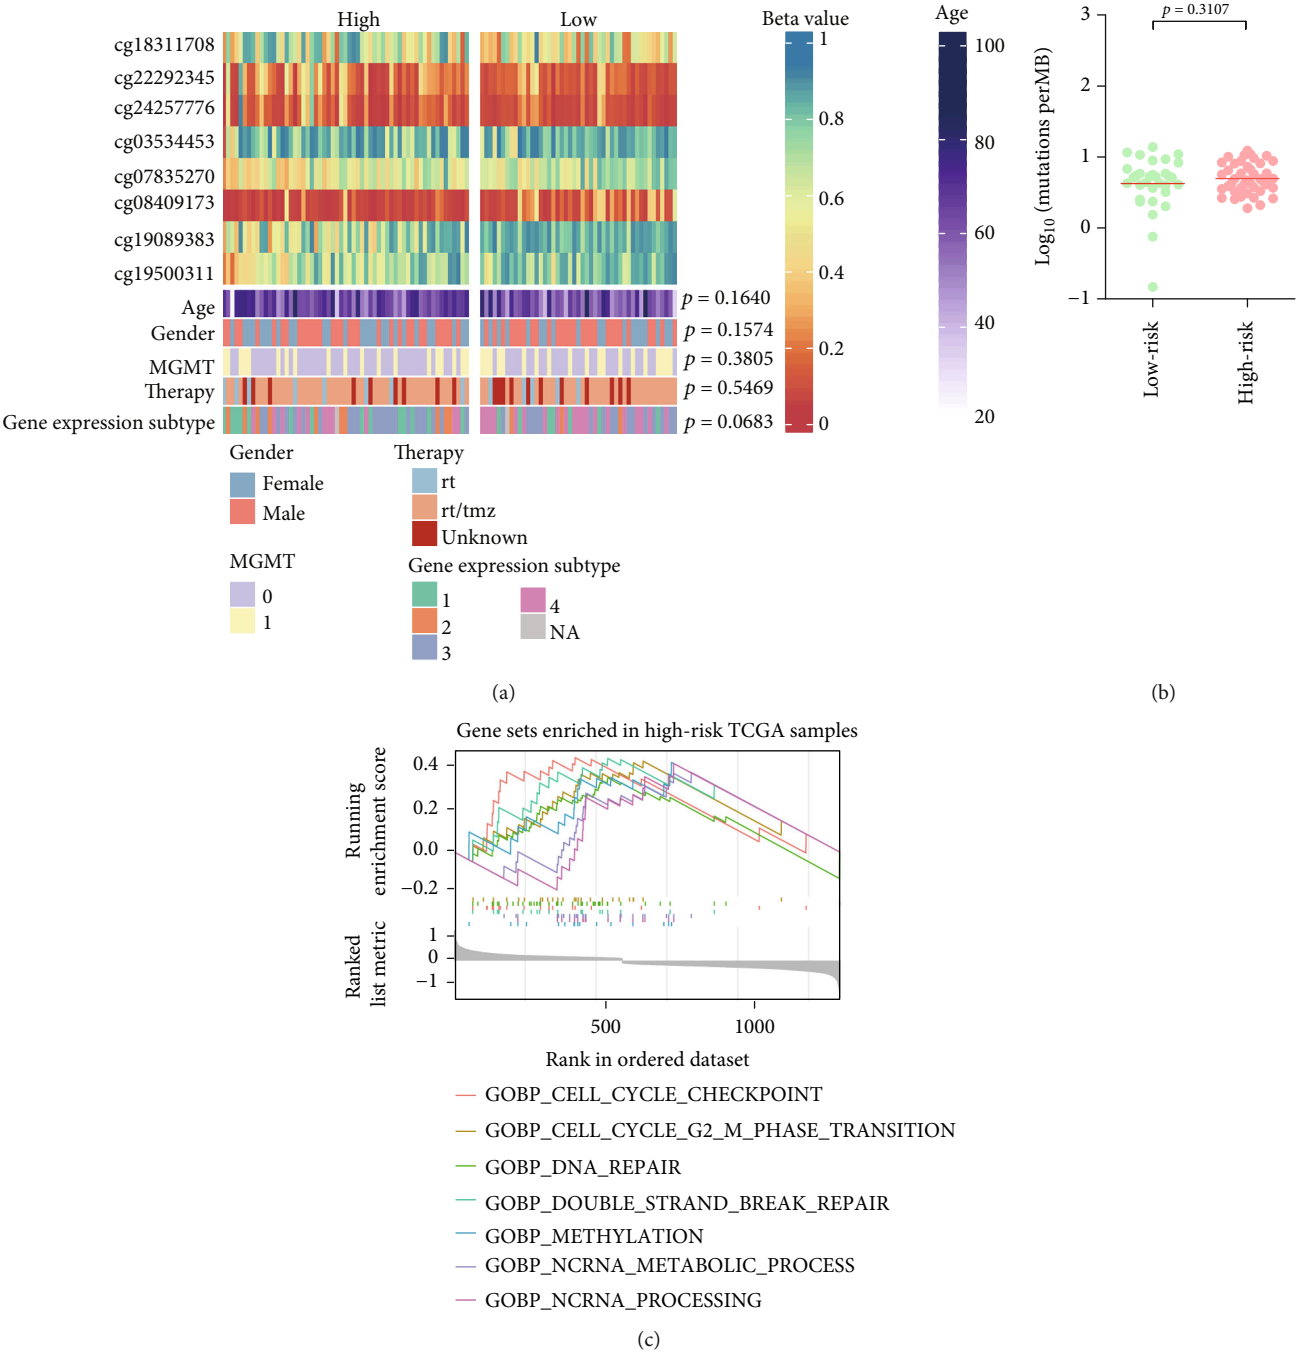 High Low Beta value
cg18311708
cg22292345
cg24257776
cg03534453
cg07835270
cg08409173
cg19089383
cg19500311
Age p = 0.1640
Gender p = 0.1574
MGMT p = 0.3805
Therapy p = 0.5469
Gene expression subtype p = 0.0683
1
0.8
0.6
0.4
0.2
0
Age
100
80
60
40
20
Gender
Female
Male
MGMT
0
1
Therapy
rt
rt/tmz
Unknown
Gene expression subtype
1
2
3
4
NA
(a)
p = 0.3107
Log10 (mutations perMB)
3
2
1
0
−1
Low-risk
High-risk
(b)
Gene sets enriched in high-risk TCGA samples
Running
enrichment score
0.4
0.2
0.0
−0.2
Ranked
list metric
1
0
−1
500 1000
Rank in ordered dataset
GOBP_CELL_CYCLE_CHECKPOINT
GOBP_CELL_CYCLE_G2_M_PHASE_TRANSITION
GOBP_DNA_REPAIR
GOBP_DOUBLE_STRAND_BREAK_REPAIR
GOBP_METHYLATION
GOBP_NCRNA_METABOLIC_PROCESS
GOBP_NCRNA_PROCESSING
(c)